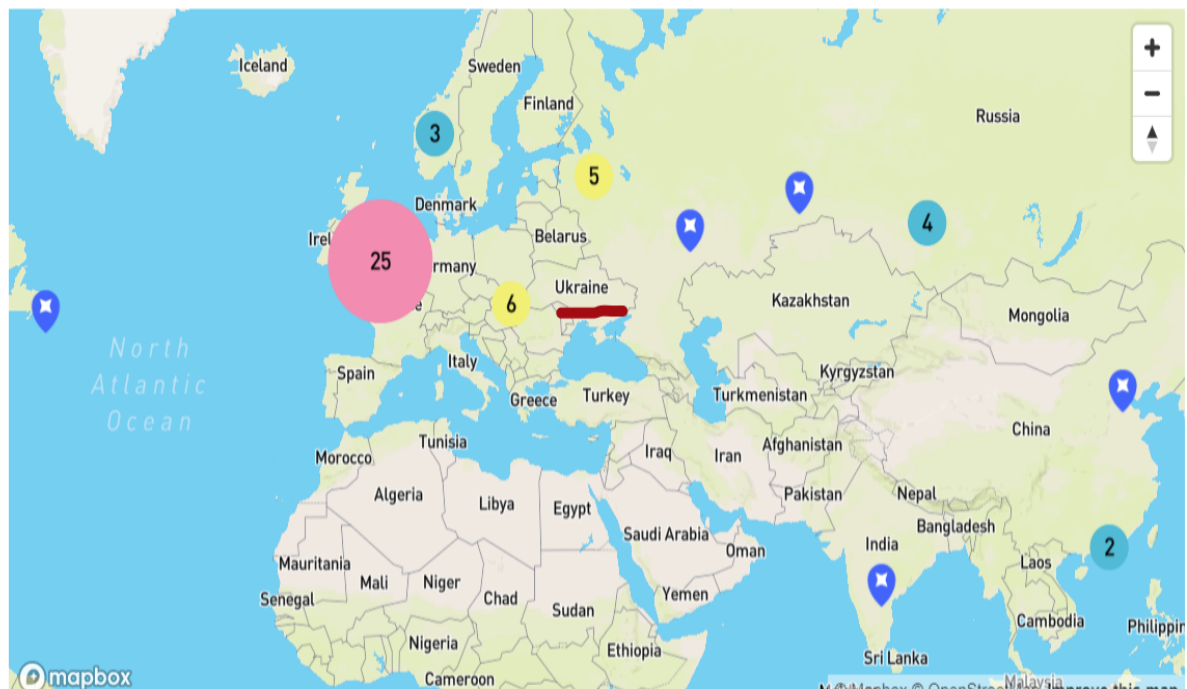 Iceland
Sweden
Finland
Russia
3
5
Denmark
4
Belarus
Irel
25
rmany
Ukraine
6
Kazakhstan
Mongolia
North
Atlantic
Ocean
Italy
Spain
Kyrgyzstan
Greece
Turkey
Turkmenistan
China
Tunisia
Morocco
Iraq
Iran
Afghanistan
Algeria
Libya
Egypt
Pakistan
Nepal
Saudi Arabia
Bangladesh
Oman
India
2
Mauritania
Mali
Niger
Laos
Chad
Yemen
Senegal
Sudan
Cambodia
Nigeria
Ethiopia
Philippin
Sri Lanka
Cameroon
Malaysia
mapbox
Mapbox © OpenStreetMap Improve this map